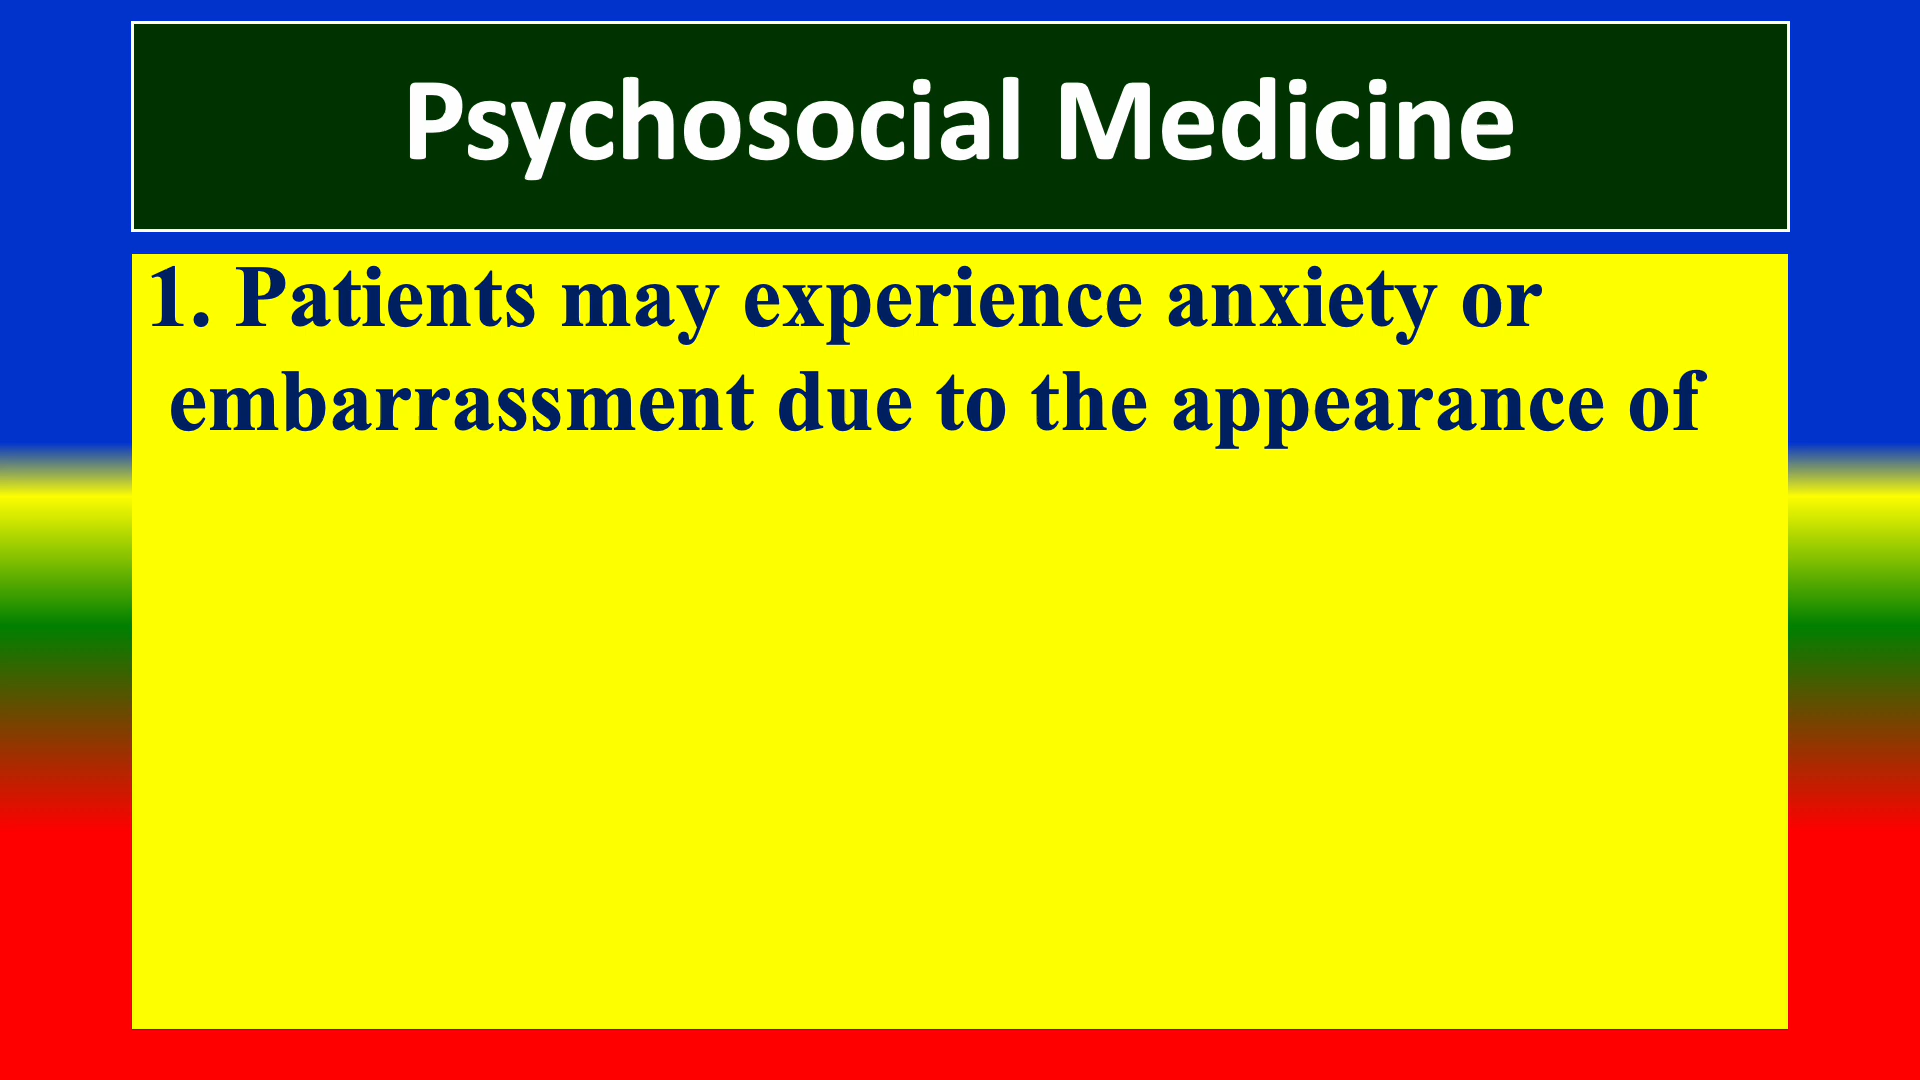 Psychosocial Medicine
1. Patients may experience anxiety or
embarrassment due to the appearance of